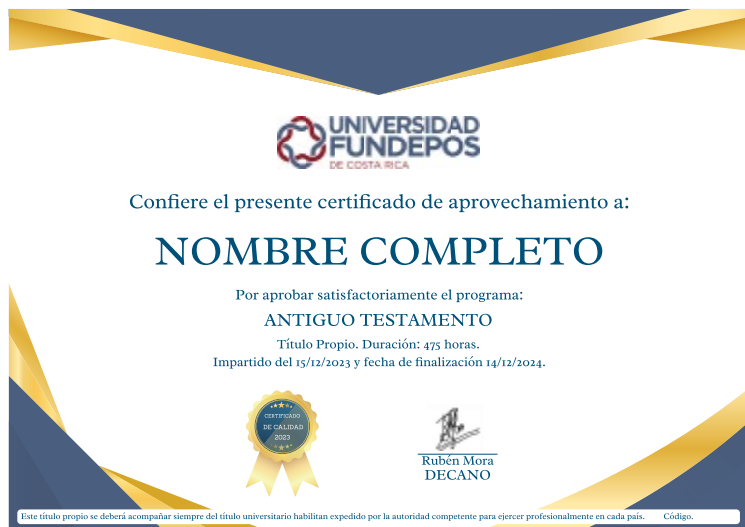 UNIVERSIDAD
FUNDEPOS
DE COSTA RICA
Confiere el presente certificado de aprovechamiento a:
NOMBRE COMPLETO
Por aprobar satisfactoriamente el programa:
ANTIGUO TESTAMENTO
Título Propio. Duración: 475 horas.
Impartido del 15/12/2023 y fecha de finalización 14/12/2024.
CERTIFICADO
DE CALIDAD
2023
Rubén Mora
DECANO
Este título propio se deberá acompañar siempre del título universitario habilitan expedido por la autoridad competente para ejercer profesionalmente en cada país. Código.